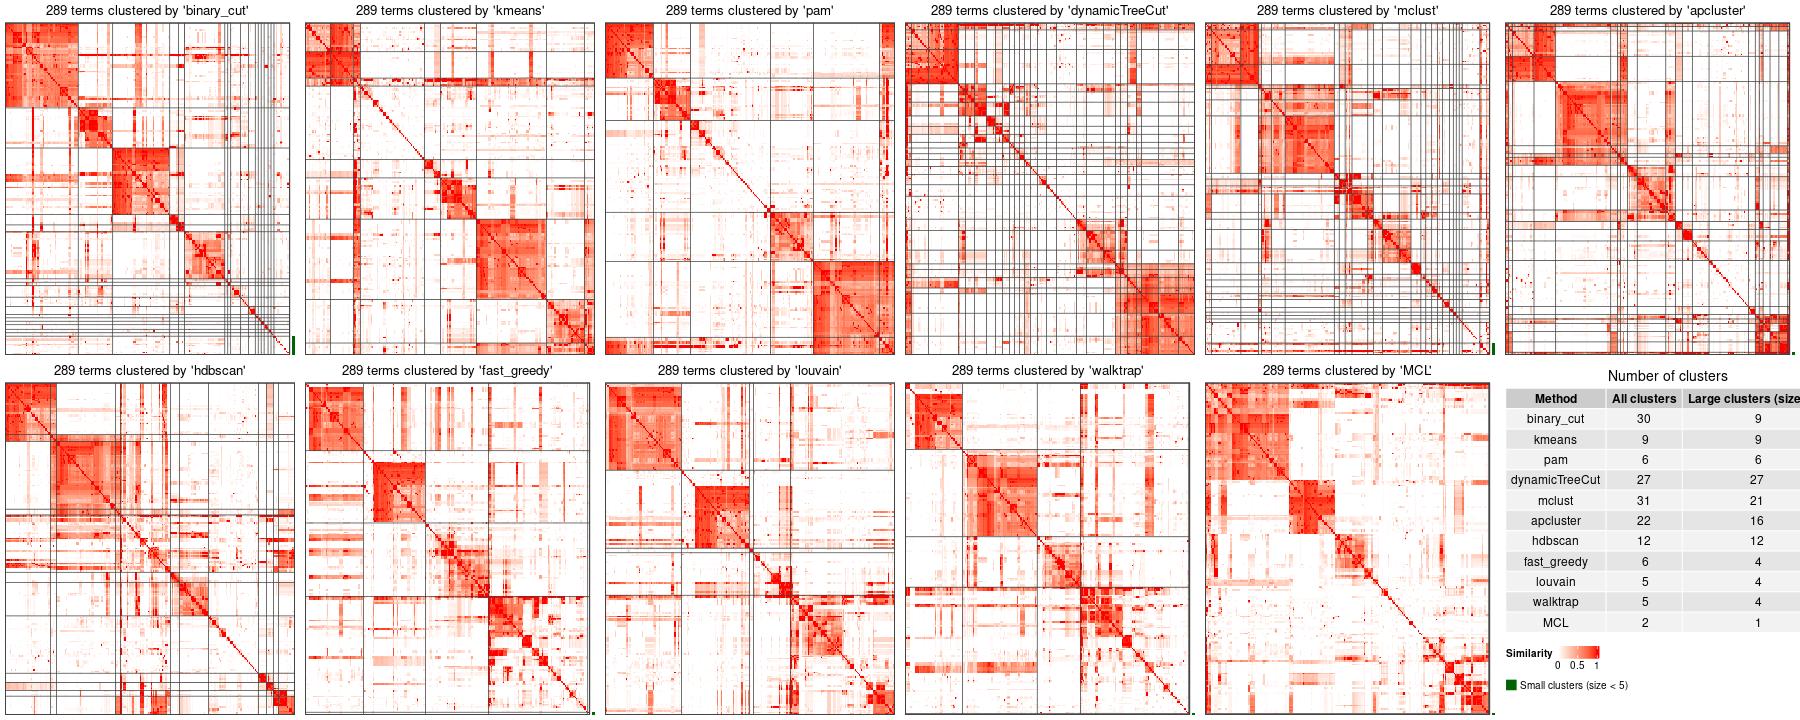 289 terms clustered by 'binary_cut'
289 terms clustered by 'kmeans'
289 terms clustered by 'pam'
289 terms clustered by 'dynamicTreeCut'
289 terms clustered by 'mclust'
289 terms clustered by 'apcluster'
289 terms clustered by 'hdbscan'
289 terms clustered by 'fast_greedy'
289 terms clustered by 'louvain'
289 terms clustered by 'walktrap'
289 terms clustered by 'MCL'
Number of clusters
Method All clusters Large clusters (size
binary_cut 30 9
kmeans 9 9
pam 6 6
dynamicTreeCut 27 27
mclust 31 21
apcluster 22 16
hdbscan 12 12
fast_greedy 6 4
louvain 5 4
walktrap 5 4
MCL 2 1
Similarity
0 0.5 1
Small clusters (size < 5)